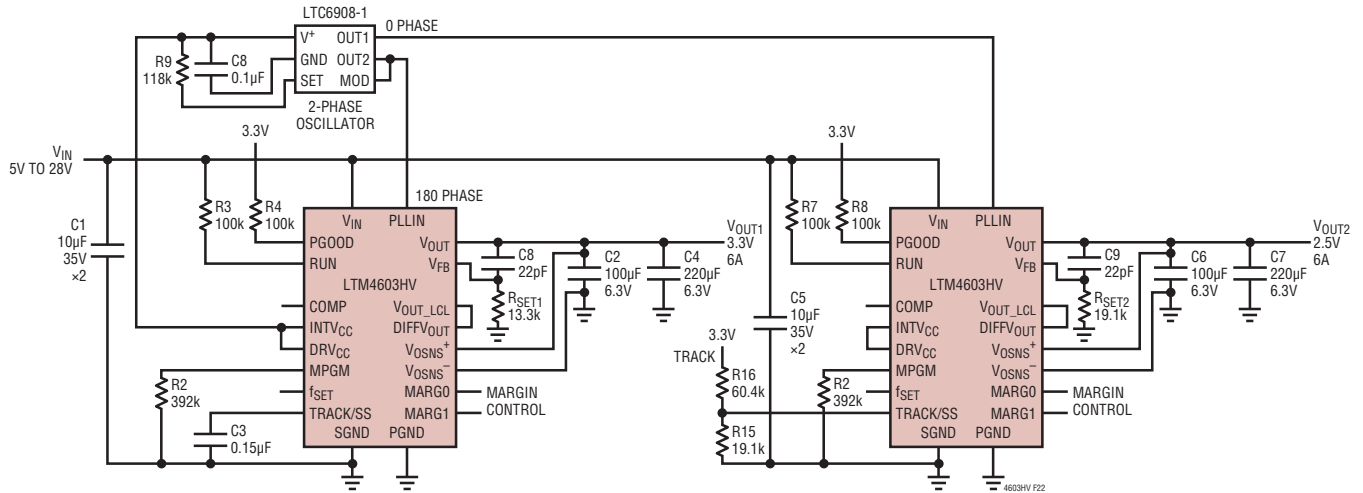 LTC6908-1
0 PHASE
V+ OUT1
GND OUT2
SET MOD
R9
118k
C8
0.1µF
2-PHASE
OSCILLATOR
VIN
5V TO 28V
3.3V
180 PHASE
C1
10µF
35V
×2
R3
100k
R4
100k
VIN PLLIN
PGOOD
RUN
COMP
INTVCC
DRVCC
MPGM
fSET
TRACK/SS
SGND PGND
LTM4603HV
VOUT
VFB
VOUT_LCL
DIFFVOUT
VOSNS+
VOSNS−
MARG0
MARG1
R2
392k
C3
0.15µF
C8
22pF
RSET1
13.3k
C2
100µF
6.3V
C4
220µF
6.3V
VOUT1
3.3V
6A
MARGIN
CONTROL
3.3V
R7
100k
R8
100k
C5
10µF
35V
×2
3.3V
TRACK
R16
60.4k
R15
19.1k
R2
392k
VIN PLLIN
PGOOD
RUN
COMP
INTVCC
DRVCC
MPGM
fSET
TRACK/SS
SGND PGND
LTM4603HV
VOUT
VFB
VOUT_LCL
DIFFVOUT
VOSNS+
VOSNS−
MARG0
MARG1
C9
22pF
RSET2
19.1k
C6
100µF
6.3V
C7
220µF
6.3V
VOUT2
2.5V
6A
MARGIN
CONTROL
4603HV F22